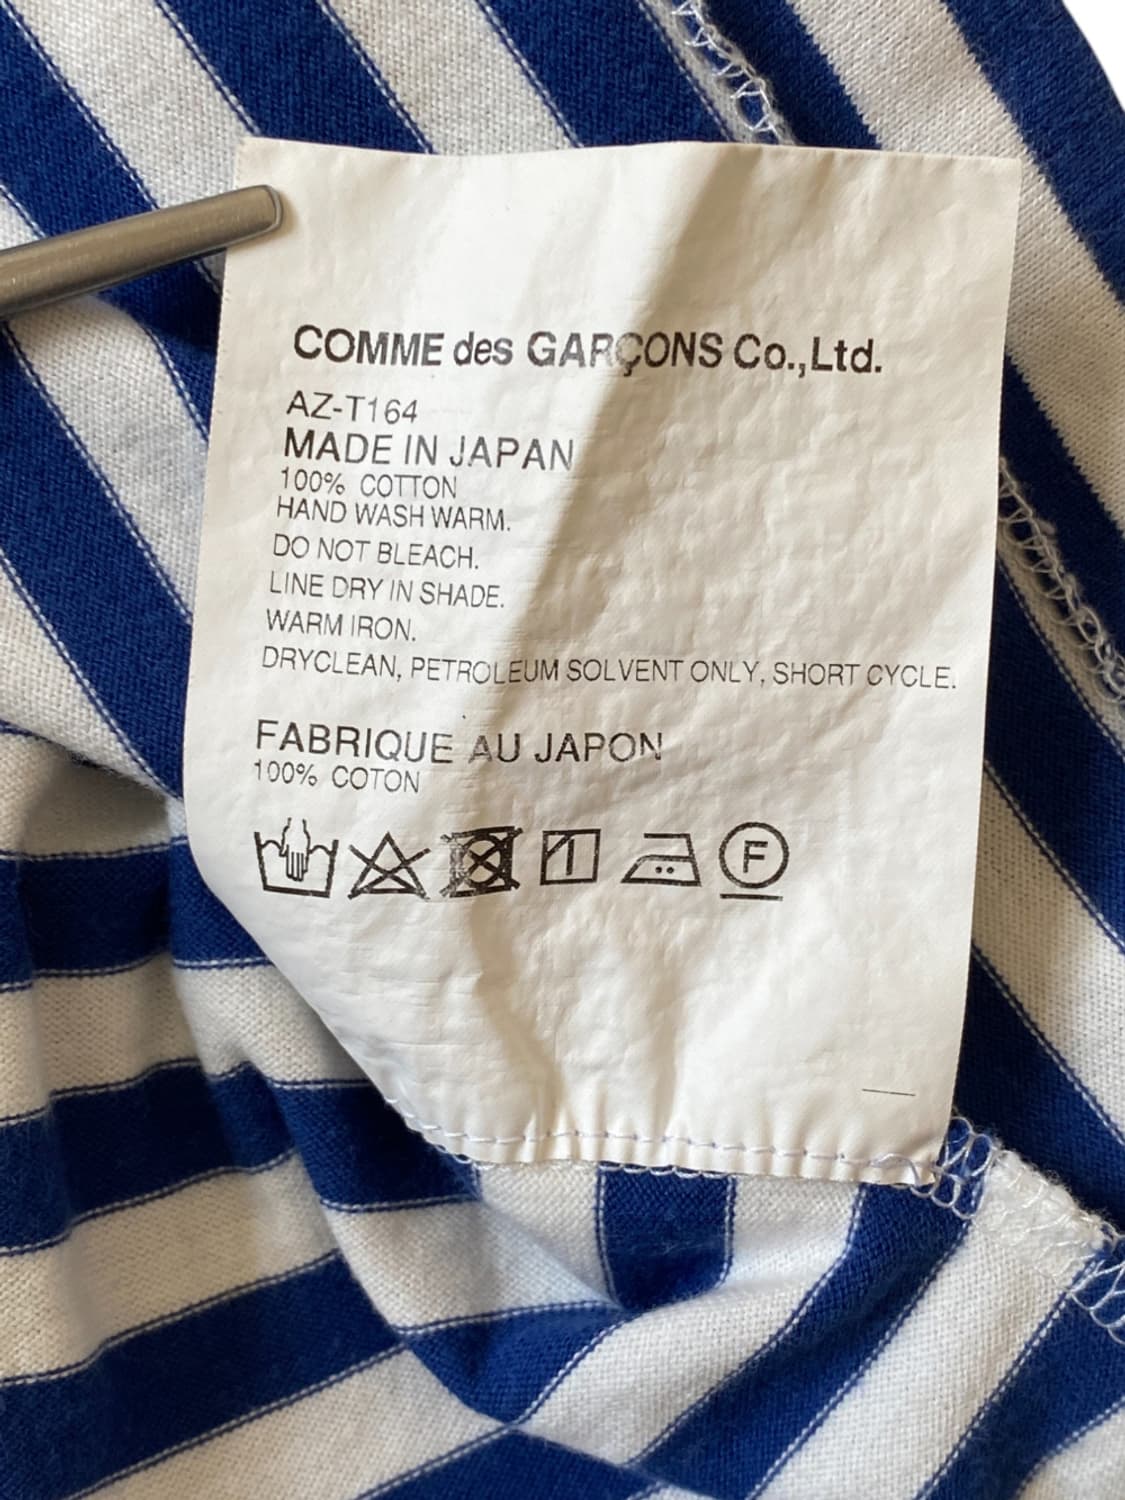 COMME des GARÇONS Co.,Ltd.
AZ-T164
MADE IN JAPAN
100% COTTON
HAND WASH WARM.
DO NOT BLEACH.
LINE DRY IN SHADE.
WARM IRON.
DRYCLEAN, PETROLEUM SOLVENT ONLY, SHORT CYCLE.
FABRIQUE AU JAPON
100% COTON
F